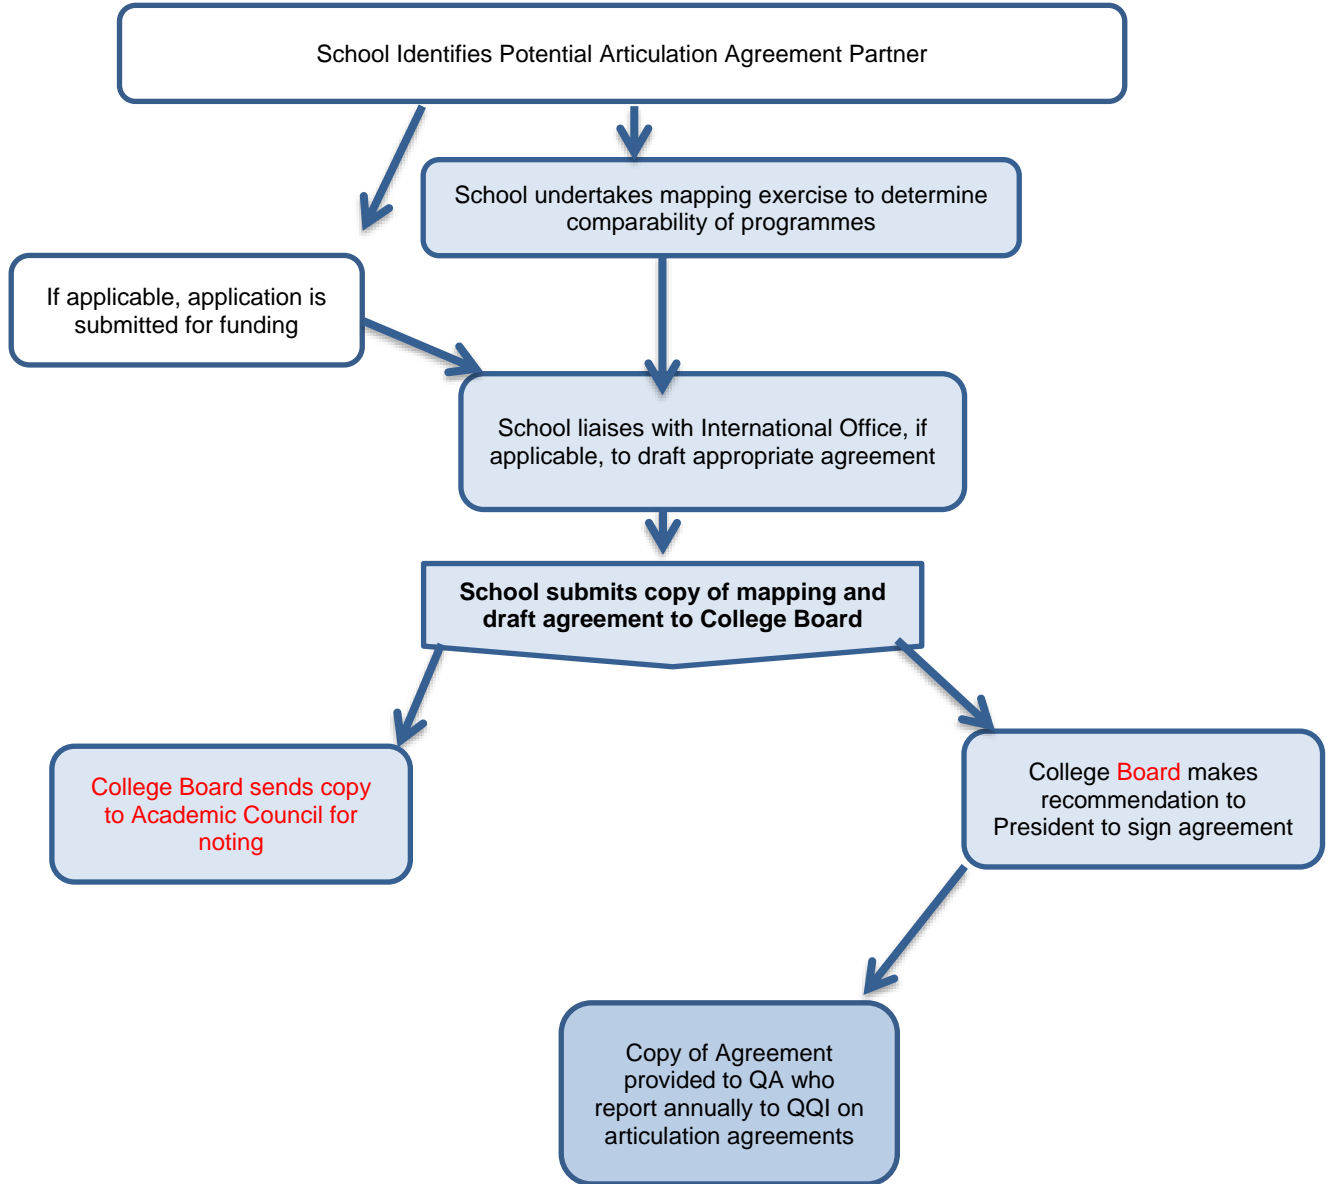 School Identifies Potential Articulation Agreement Partner
School undertakes mapping exercise to determine
comparability of programmes
If applicable, application is
submitted for funding
School liaises with International Office, if
applicable, to draft appropriate agreement
School submits copy of mapping and
draft agreement to College Board
College Board sends copy
to Academic Council for
noting
College Board makes
recommendation to
President to sign agreement
Copy of Agreement
provided to QA who
report annually to QQI on
articulation agreements